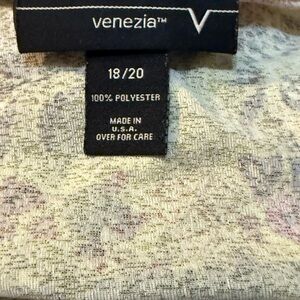 venezia™ V
18/20
100% POLYESTER
MADE IN
U.S.A.
OVER FOR CARE